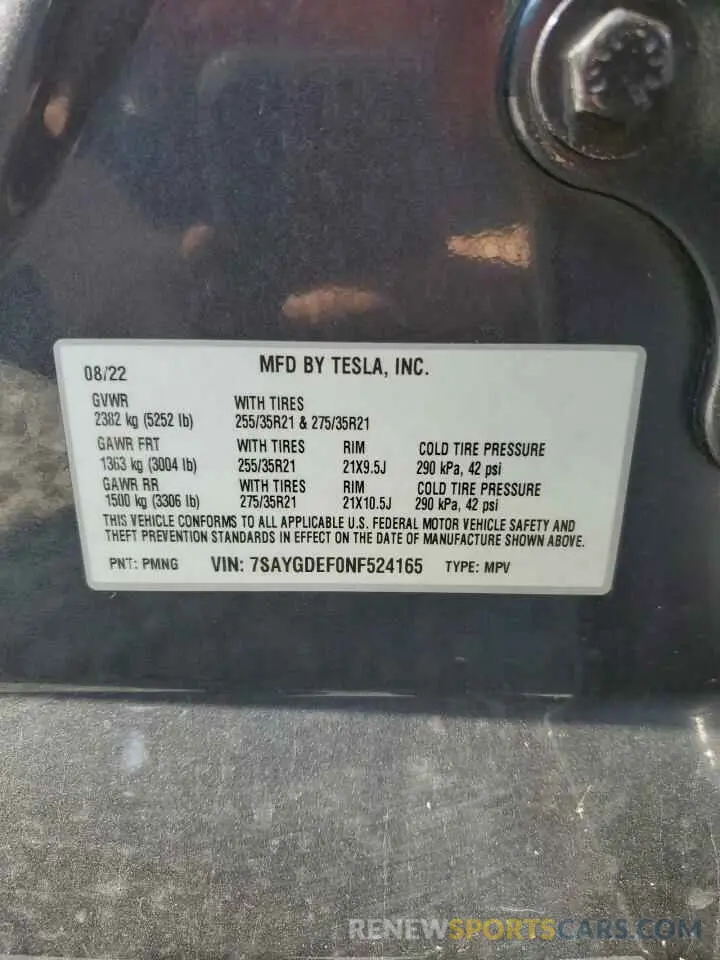 08/22 MFD BY TESLA, INC.
GVWR WITH TIRES
2382 kg (5252 lb) 255/35R21 & 275/35R21
GAWR FRT WITH TIRES RIM COLD TIRE PRESSURE
1363 kg (3004 lb) 255/35R21 21X9.5J 290 kPa, 42 psi
GAWR RR WITH TIRES RIM COLD TIRE PRESSURE
1500 kg (3306 lb) 275/35R21 21X10.5J 290 kPa, 42 psi
THIS VEHICLE CONFORMS TO ALL APPLICABLE U.S. FEDERAL MOTOR VEHICLE SAFETY AND
THEFT PREVENTION STANDARDS IN EFFECT ON THE DATE OF MANUFACTURE SHOWN ABOVE.
PNT: PMNG VIN: 7SAYGDEF0NF524165 TYPE: MPV
RENEWSPORTSCARS.COM